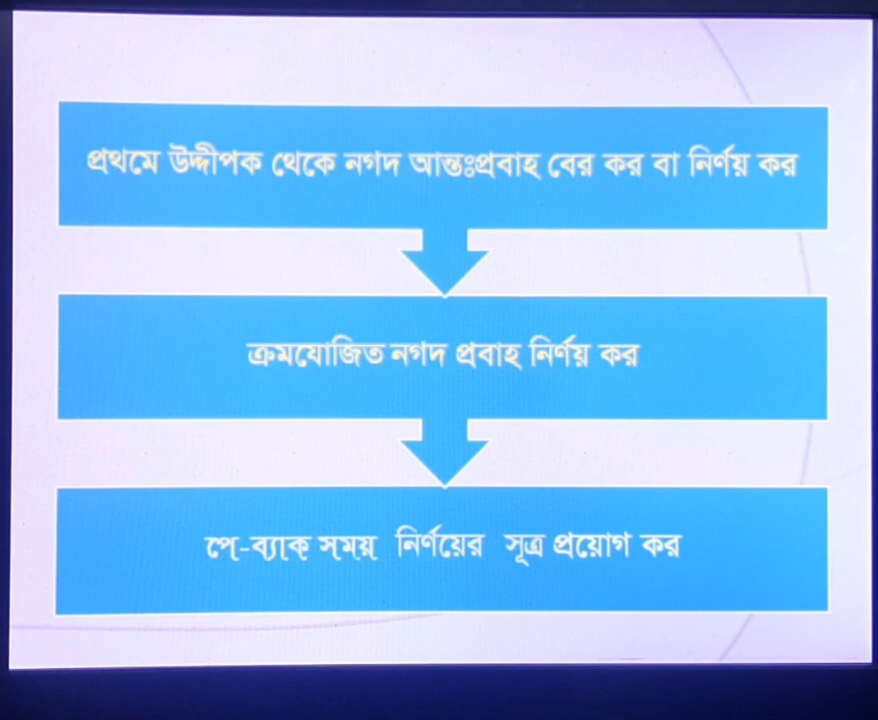 প্রথমে উদ্দীপক থেকে নগদ আন্তঃপ্রবাহ বের কর বা নির্ণয় কর
ক্রমযোজিত নগদ প্রবাহ নির্ণয় কর
পে-ব্যাক সময় নির্ণয়ের সূত্র প্রয়োগ কর